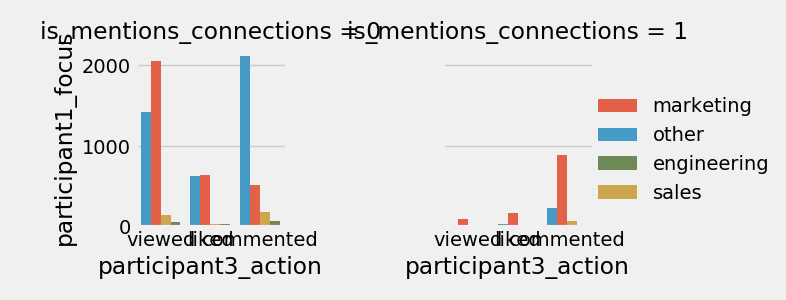 is_mentions_connections = 0
is_mentions_connections = 1
participant1_focus
2000
1000
0
viewed
liked
commented
viewed
liked
commented
participant3_action
participant3_action
marketing
other
engineering
sales